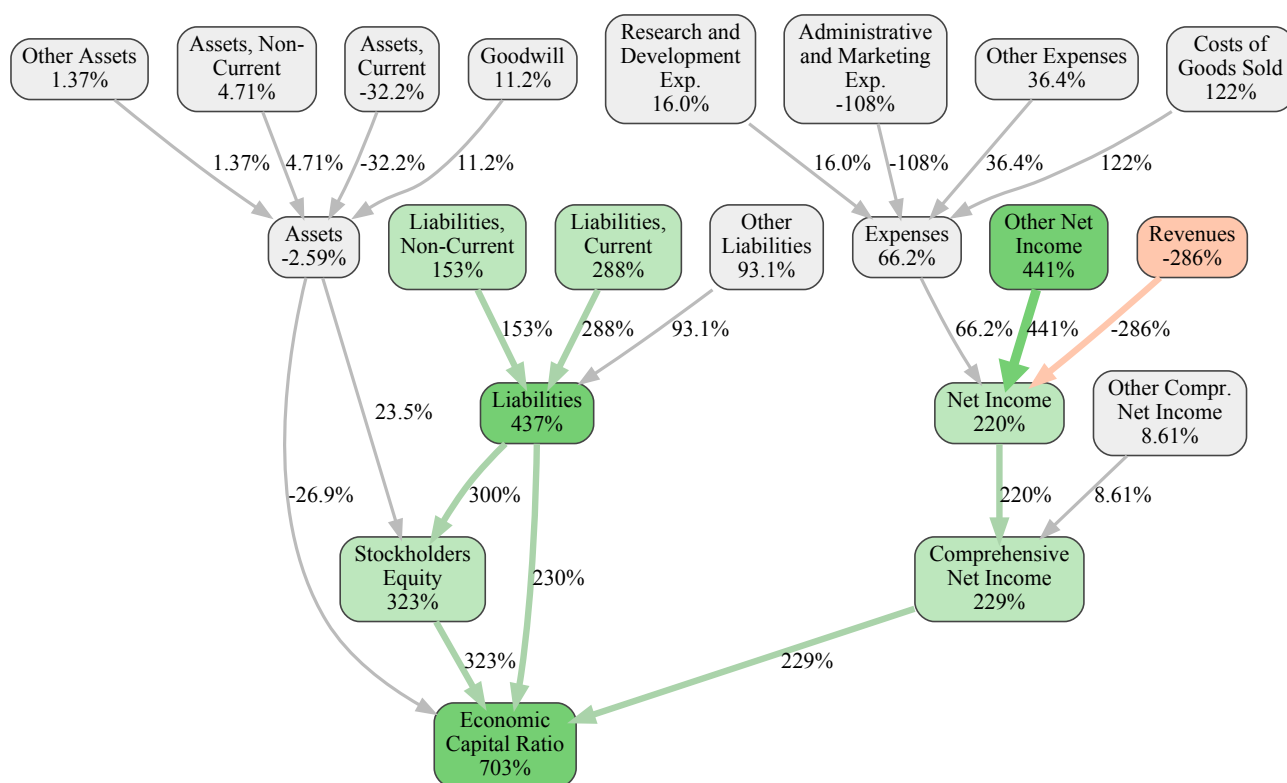 Other Assets
1.37%
Assets, Non-
Current
4.71%
Assets,
Current
-32.2%
Goodwill
11.2%
Research and
Development
Exp.
16.0%
Administrative
and Marketing
Exp.
-108%
Other Expenses
36.4%
Costs of
Goods Sold
122%
1.37%
4.71%
-32.2%
11.2%
16.0%
-108%
36.4%
122%
Assets
-2.59%
Liabilities,
Non-Current
153%
Liabilities,
Current
288%
Other
Liabilities
93.1%
Expenses
66.2%
Other Net
Income
441%
Revenues
-286%
153%
288%
93.1%
66.2%
441%
-286%
23.5%
Liabilities
437%
Net Income
220%
Other Compr.
Net Income
8.61%
-26.9%
300%
230%
220%
8.61%
Stockholders
Equity
323%
Comprehensive
Net Income
229%
323%
229%
Economic
Capital Ratio
703%